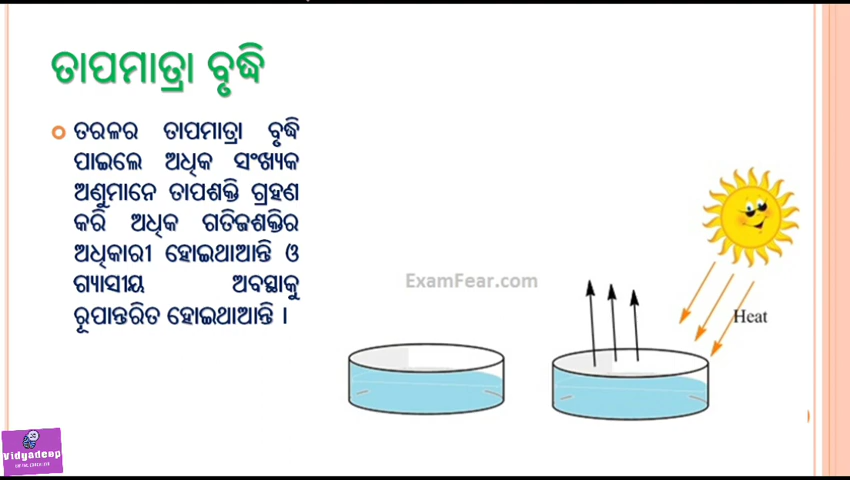 ତାପମାତ୍ରା ବୃଦ୍ଧି
ତରଳର ତାପମାତ୍ରା ବୃଦ୍ଧି
ପାଇଲେ ଅଧିକ ସଂଖ୍ୟକ
ଅଣୁମାନେ ତାପଶକ୍ତି ଗ୍ରହଣ
କରି ଅଧିକ ଗତିଜଶକ୍ତିର
ଅଧିକାରୀ ହୋଇଥାଆନ୍ତି ଓ
ଗ୍ୟାସୀୟ ଅବସ୍ଥାକୁ
ରୂପାନ୍ତରିତ ହୋଇଥାଆନ୍ତି ।
ExamFear.com
Heat
Vidyadeep